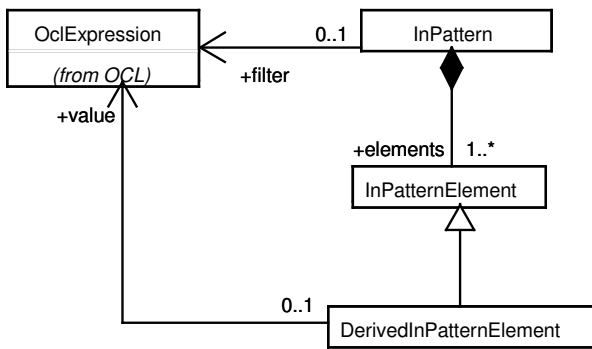 OclExpression
(from OCL)
0..1
InPattern
+filter
+value
+elements 1..*
InPatternElement
0..1
DerivedInPatternElement